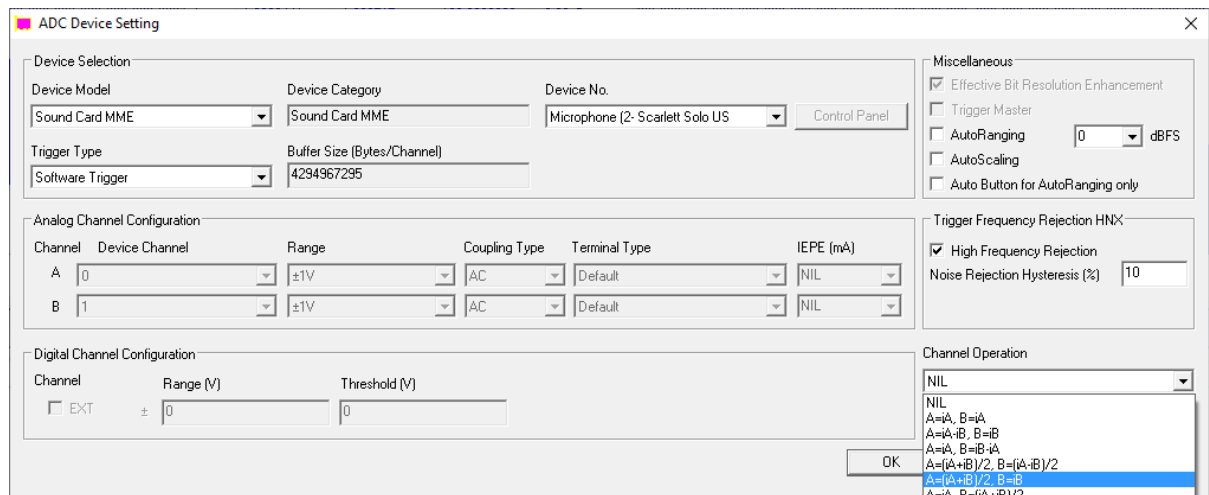 ADC Device Setting
Device Selection
Device Model
Device Category
Device No.
Sound Card MME
Sound Card MME
Microphone (2- Scarlett Solo US
Control Panel
Trigger Type
Buffer Size (Bytes/Channel)
Software Trigger
4294967295
Miscellaneous
Effective Bit Resolution Enhancement
Trigger Master
AutoRanging
0
dBFS
AutoScaling
Auto Button for AutoRanging only
Analog Channel Configuration
Channel
Device Channel
Range
Coupling Type
Terminal Type
IEPE (mA)
A
0
±1V
AC
Default
NIL
B
1
±1V
AC
Default
NIL
Trigger Frequency Rejection HNX
High Frequency Rejection
Noise Rejection Hysteresis (%)
10
Digital Channel Configuration
Channel
Range (V)
Threshold (V)
EXT
±
0
0
Channel Operation
NIL
NIL
A=iA, B=iA
A=iA-iB, B=iB
A=iA, B=iB-iA
A=(iA+iB)/2, B=(iA-iB)/2
A=(iA+iB)/2, B=iB
A=iA, B=(iA+iB)/2
OK